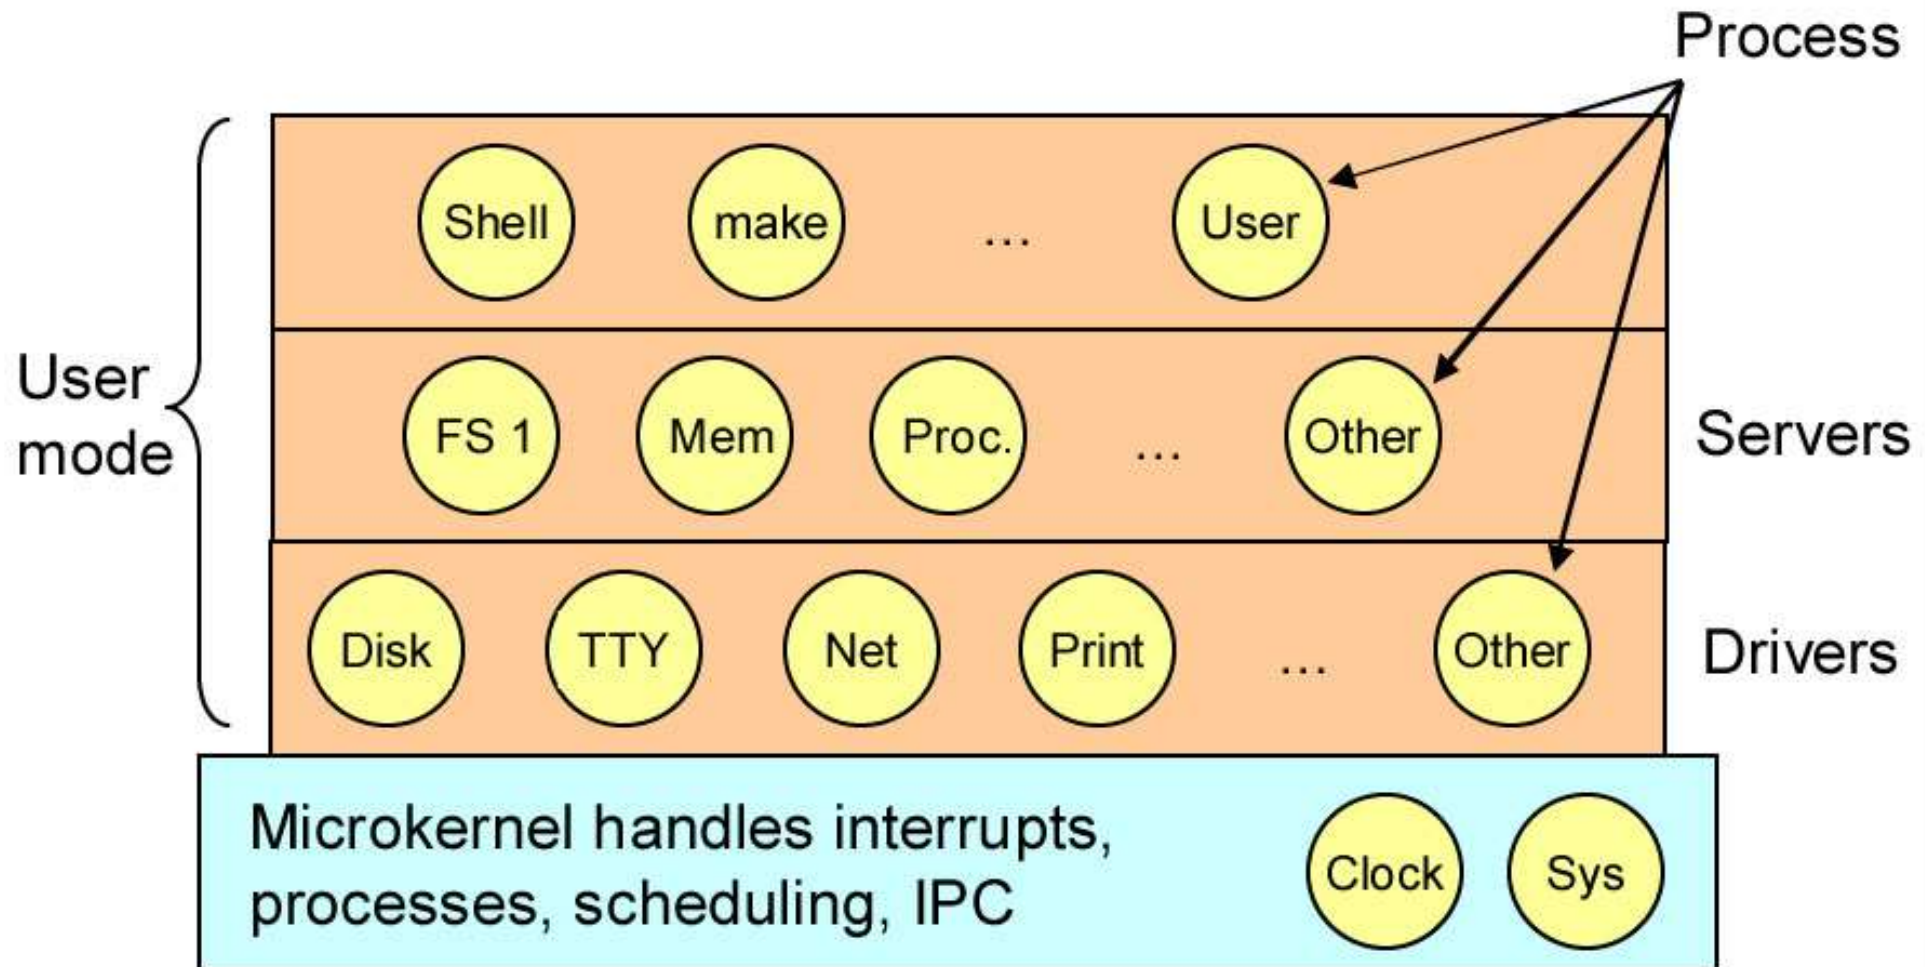 Process
Shell make ... User
User
mode
FS 1 Mem Proc. ... Other
Servers
Disk TTY Net Print ... Other
Drivers
Microkernel handles interrupts,
processes, scheduling, IPC
Clock Sys